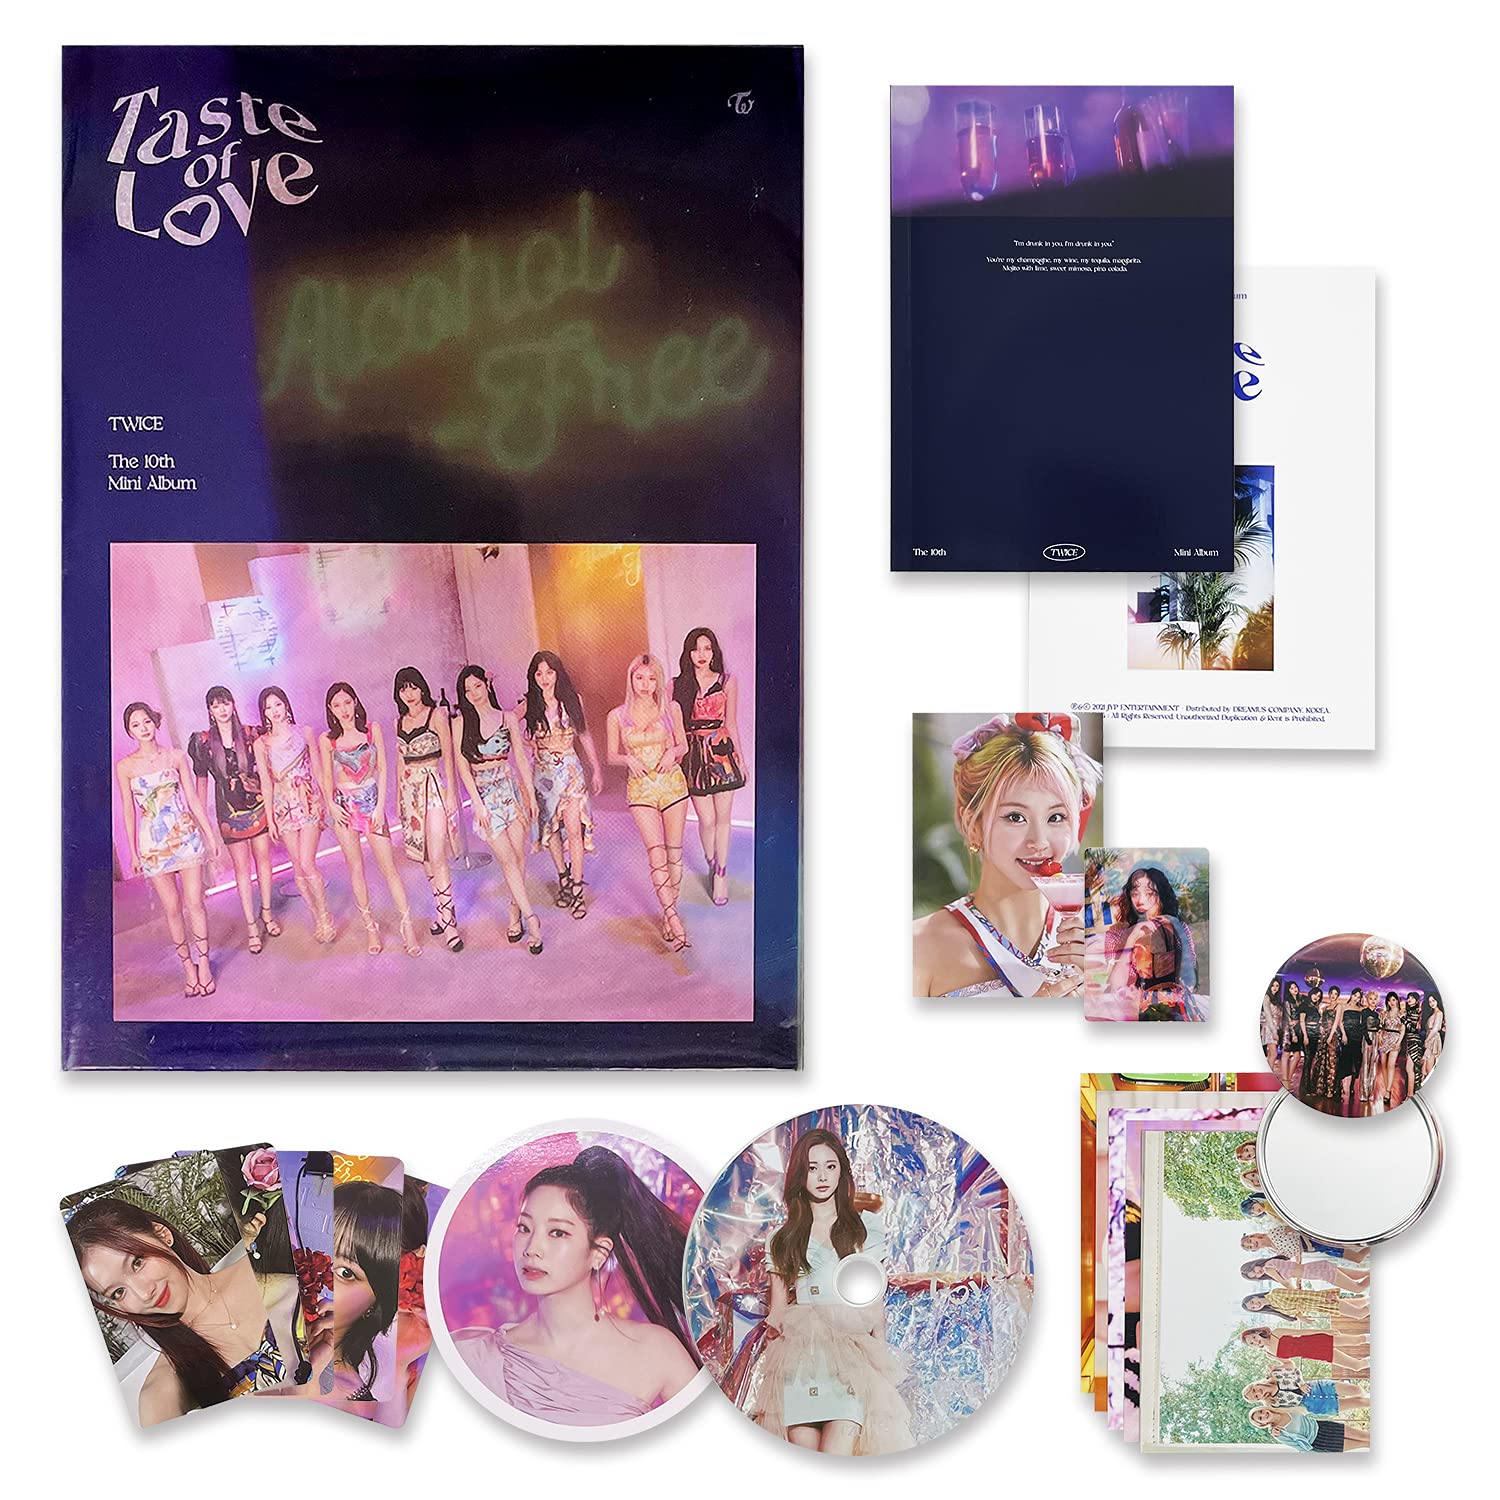 Taste
of
Love
Alcohol
Free
TWICE
The 10th
Mini Album
"I'm drunk in you, I'm drunk in you."
You're my champagne, my wine, my tequila, margarita.
Mojito with lime, sweet mimosa, pina colada.
The 10th
TWICE
Mini Album
℗&© 2021 JYP ENTERTAINMENT · Distributed by DREAMUS COMPANY. KOREA.
All Rights Reserved. Unauthorized Duplication & Rent is Prohibited.